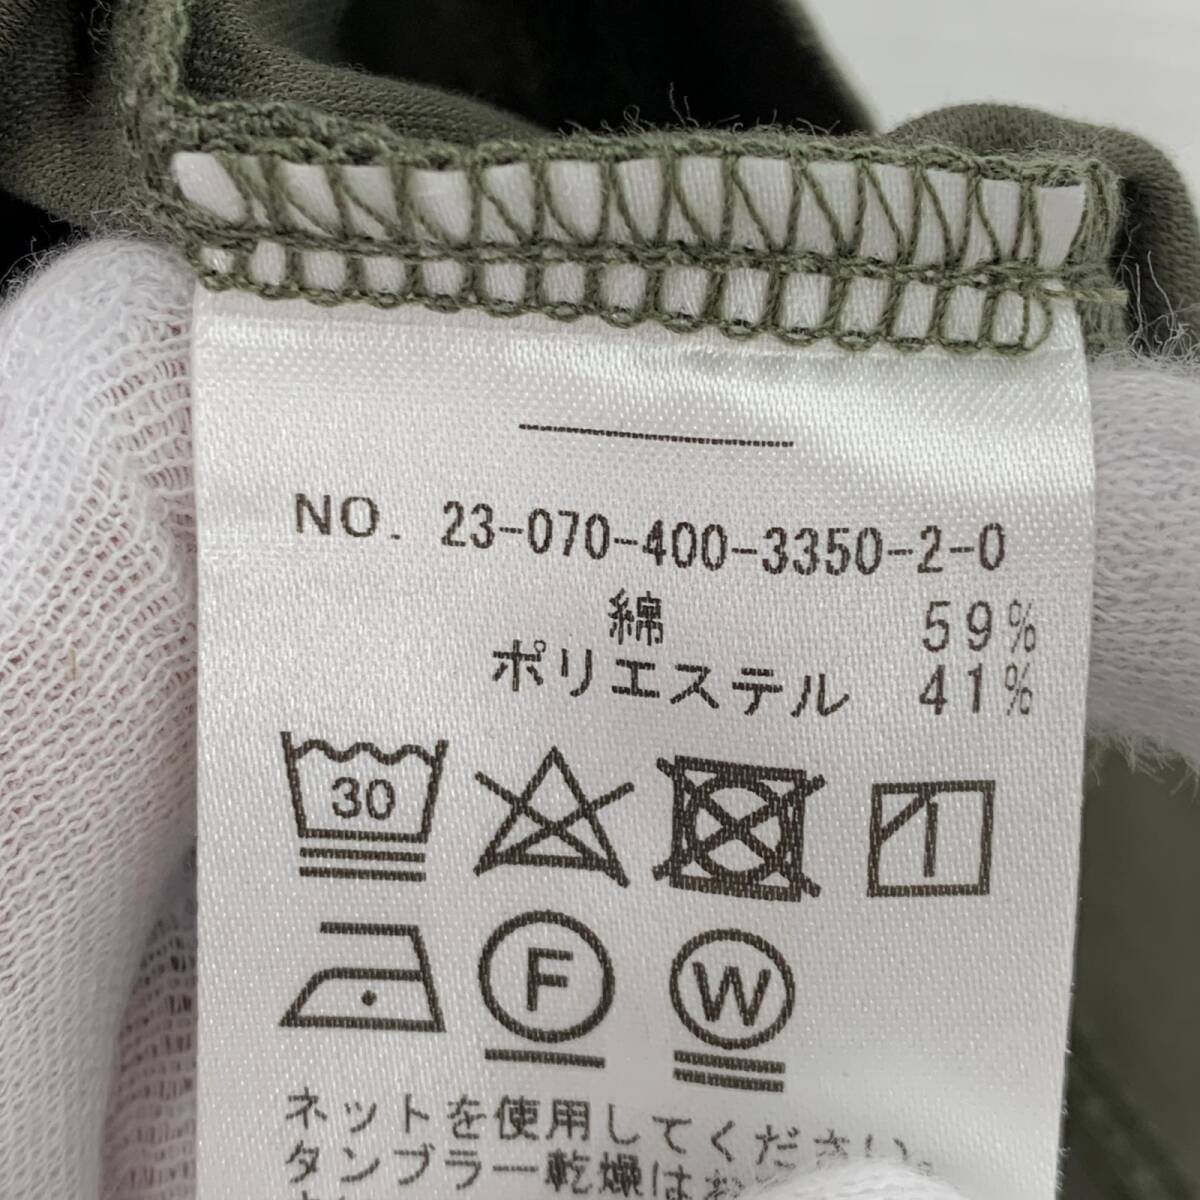 NO. 23-070-400-3350-2-0
綿 59%
ポリエステル 41%
30
F W
ネットを使用してください。
タンブラー乾燥はお